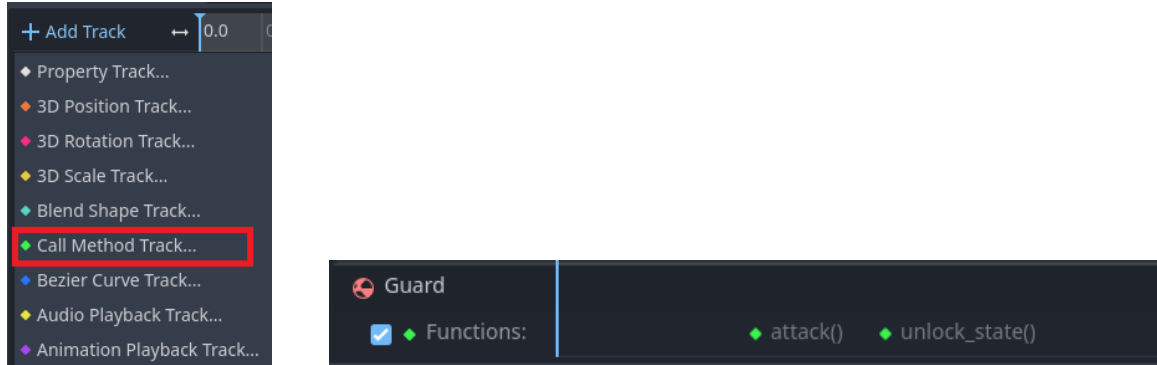 + Add Track 0.0
Property Track...
3D Position Track...
3D Rotation Track...
3D Scale Track...
Blend Shape Track...
Call Method Track...
Bezier Curve Track...
Audio Playback Track...
Animation Playback Track...
Guard
Functions: attack() unlock_state()